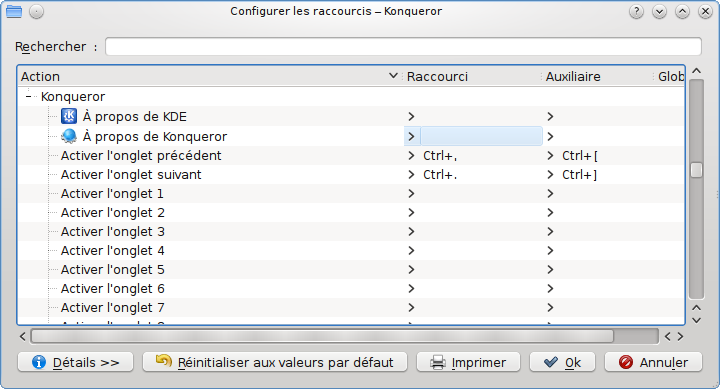 Configurer les raccourcis – Konqueror
Rechercher :
Action Raccourci Auxiliaire Glob
Konqueror
À propos de KDE
À propos de Konqueror
Activer l'onglet précédent Ctrl+, Ctrl+[
Activer l'onglet suivant Ctrl+. Ctrl+]
Activer l'onglet 1
Activer l'onglet 2
Activer l'onglet 3
Activer l'onglet 4
Activer l'onglet 5
Activer l'onglet 6
Activer l'onglet 7
Activer l'onglet
Détails >> Réinitialiser aux valeurs par défaut Imprimer Ok Annuler